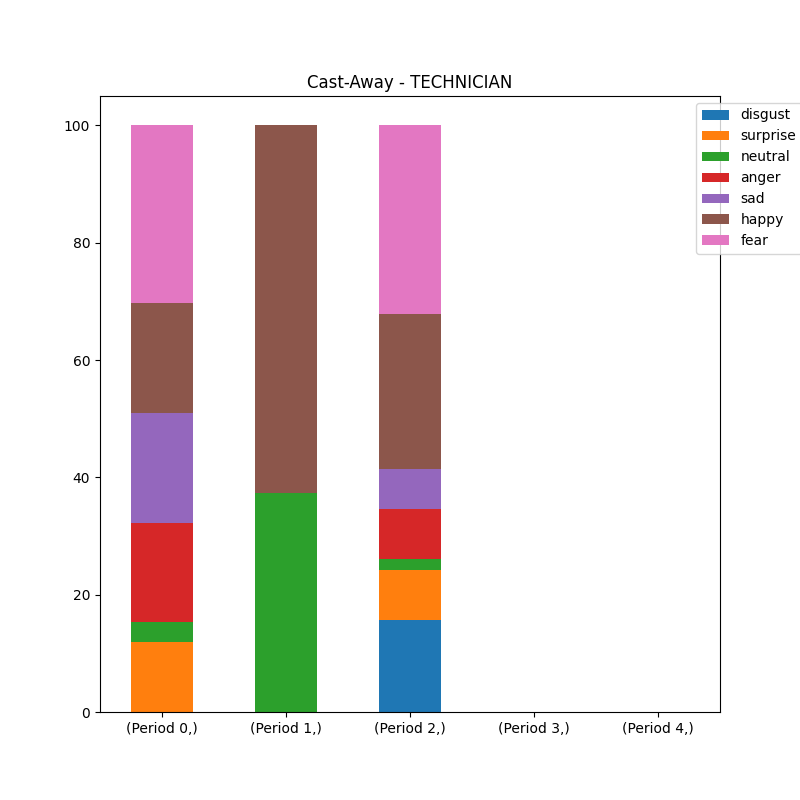 Cast-Away - TECHNICIAN
100
80
60
40
20
0
(Period 0,)
(Period 1,)
(Period 2,)
(Period 3,)
(Period 4,)
disgust
surprise
neutral
anger
sad
happy
fear